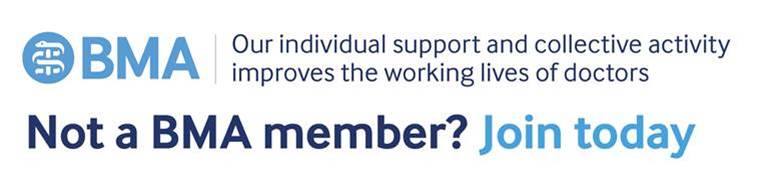 BMA
Our individual support and collective activity
improves the working lives of doctors
Not a BMA member? Join today